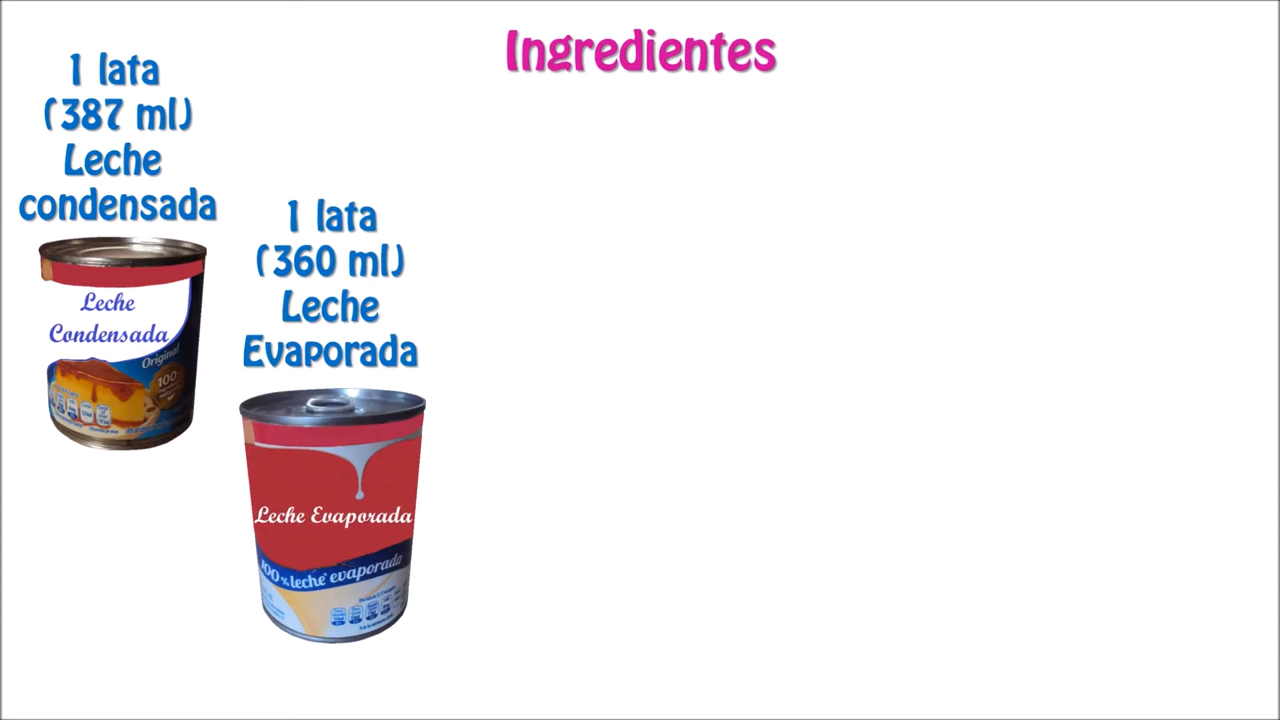 Ingredientes
1 lata
(387 ml)
Leche
condensada
1 lata
(360 ml)
Leche
Evaporada
Leche
Condensada
Original
100%
Leche Evaporada
100% leche evaporada